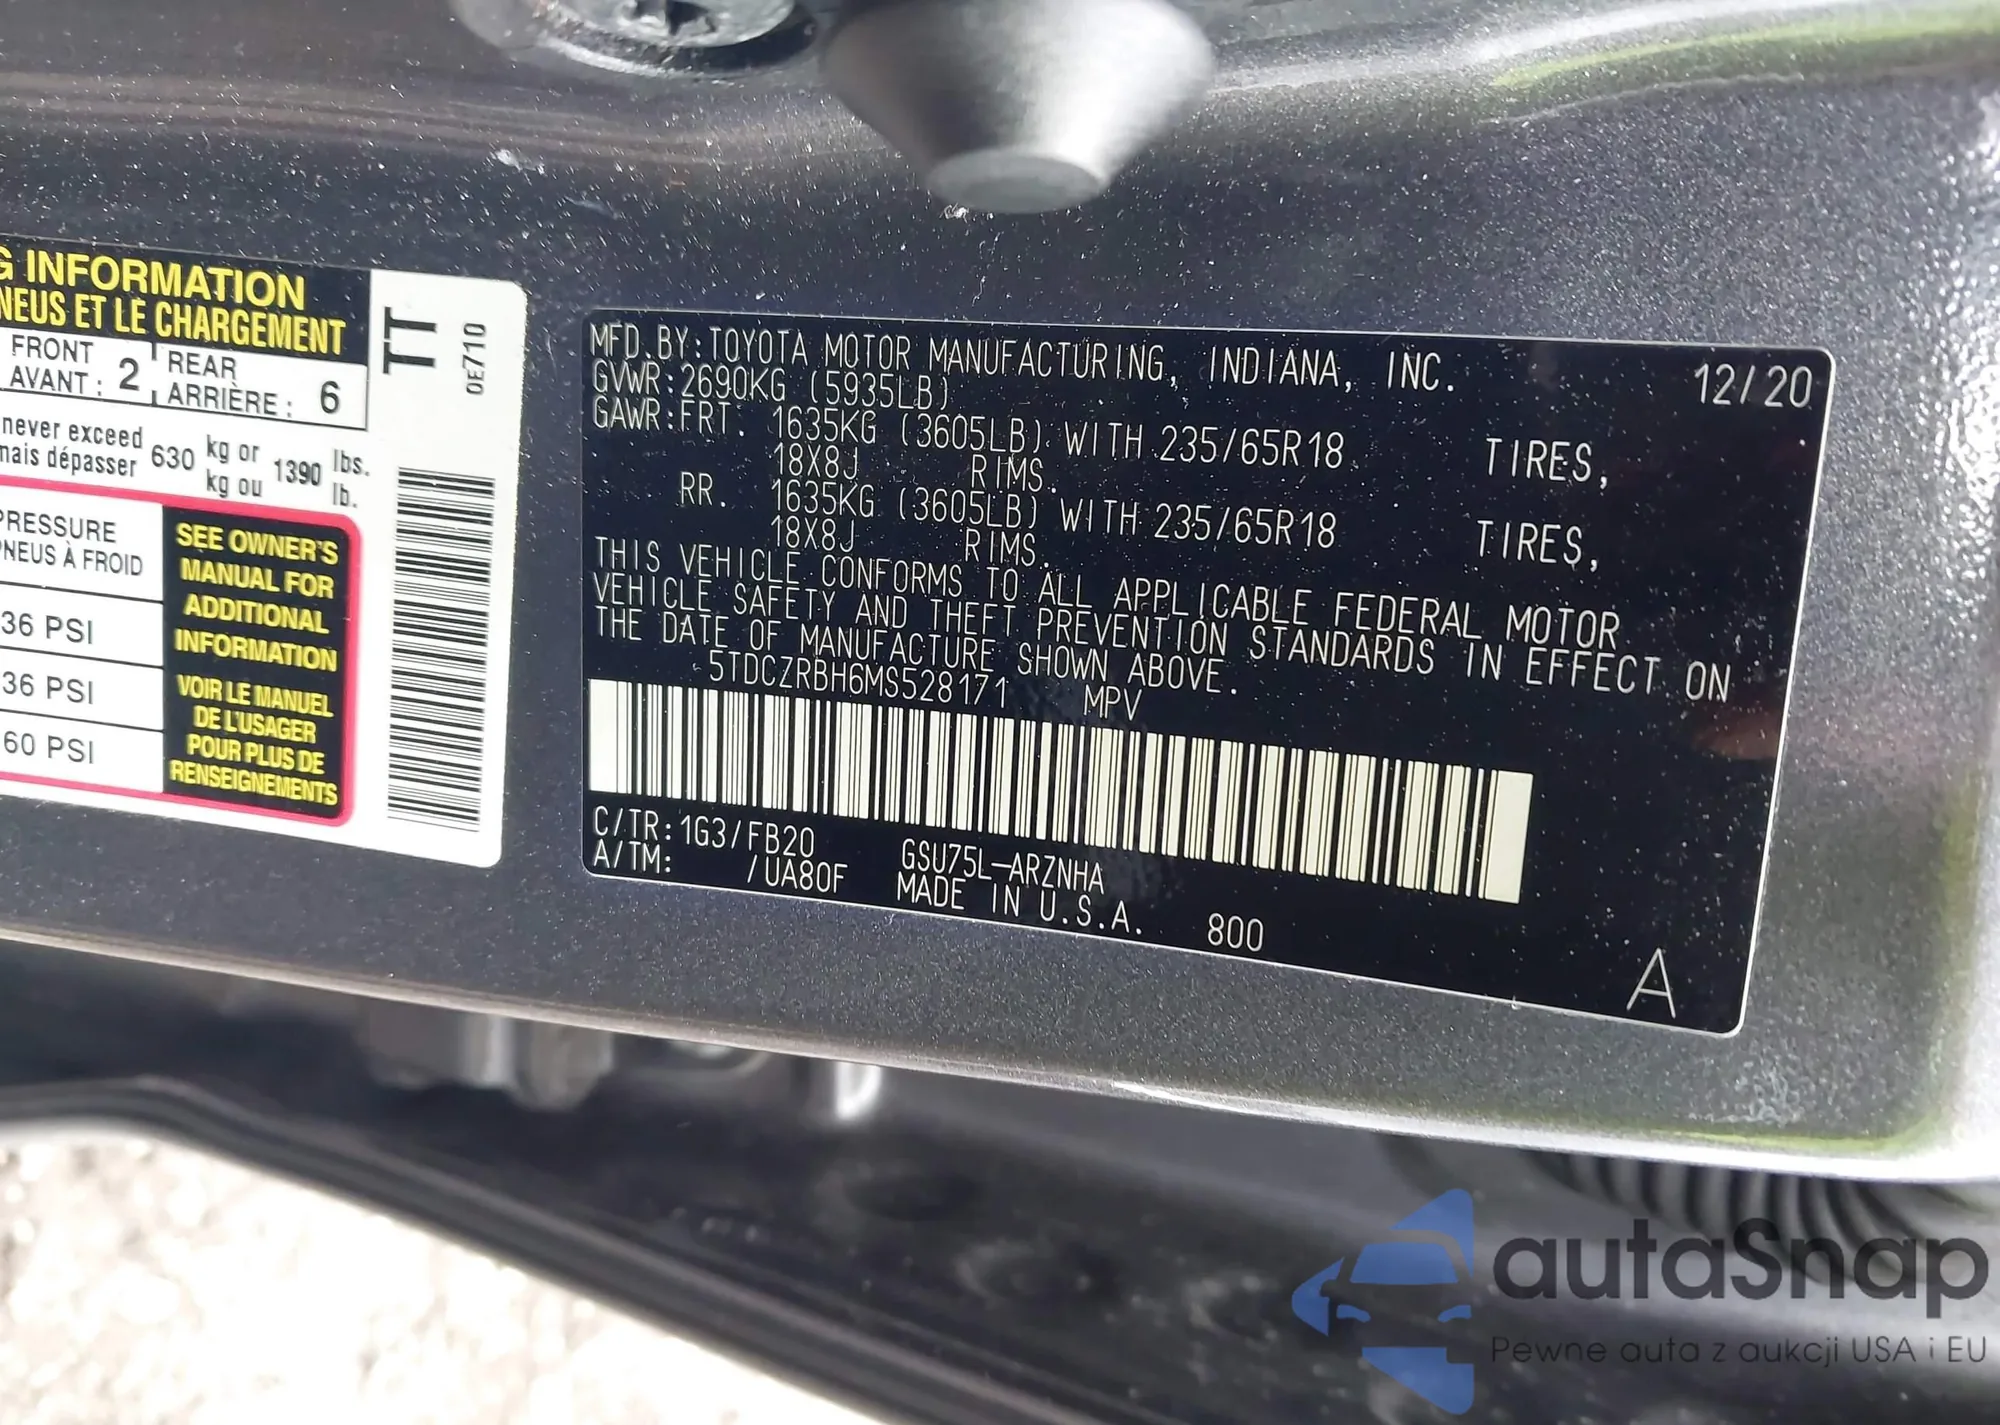 G INFORMATION
NEUS ET LE CHARGEMENT
FRONT
AVANT : 2
REAR
ARRIÈRE : 6
never exceed
mais dépasser 630 kg or
kg ou 1390 lbs.
lb.
PRESSURE
PNEUS À FROID
36 PSI
36 PSI
60 PSI
SEE OWNER'S
MANUAL FOR
ADDITIONAL
INFORMATION
VOIR LE MANUEL
DE L'USAGER
POUR PLUS DE
RENSEIGNEMENTS
TT
0E710
MFD.BY:TOYOTA MOTOR MANUFACTURING, INDIANA, INC. 12/20
GVWR:2690KG (5935LB)
GAWR:FRT. 1635KG (3605LB) WITH 235/65R18 TIRES,
18X8J RIMS.
RR. 1635KG (3605LB) WITH 235/65R18 TIRES,
18X8J RIMS.
THIS VEHICLE CONFORMS TO ALL APPLICABLE FEDERAL MOTOR
VEHICLE SAFETY AND THEFT PREVENTION STANDARDS IN EFFECT ON
THE DATE OF MANUFACTURE SHOWN ABOVE.
5TDCZRBH6MS528171 MPV
C/TR:1G3/FB20 GSU75L-ARZNHA
A/TM: /UA80F MADE IN U.S.A. 800
A
autoSnap
Pewne auta z aukcji USA i EU